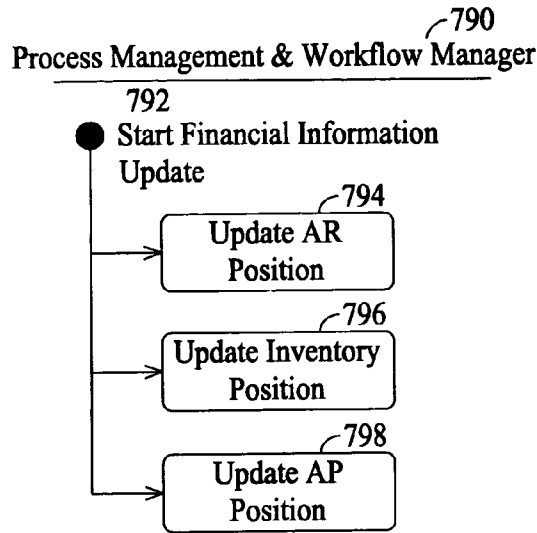 790
Process Management & Workflow Manager
792
Start Financial Information
Update
794
Update AR
Position
796
Update Inventory
Position
798
Update AP
Position